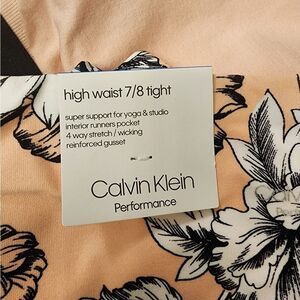 high waist 7/8 tight
super support for yoga & studio
interior runners pocket
4 way stretch / wicking
reinforced gusset
Calvin Klein
Performance